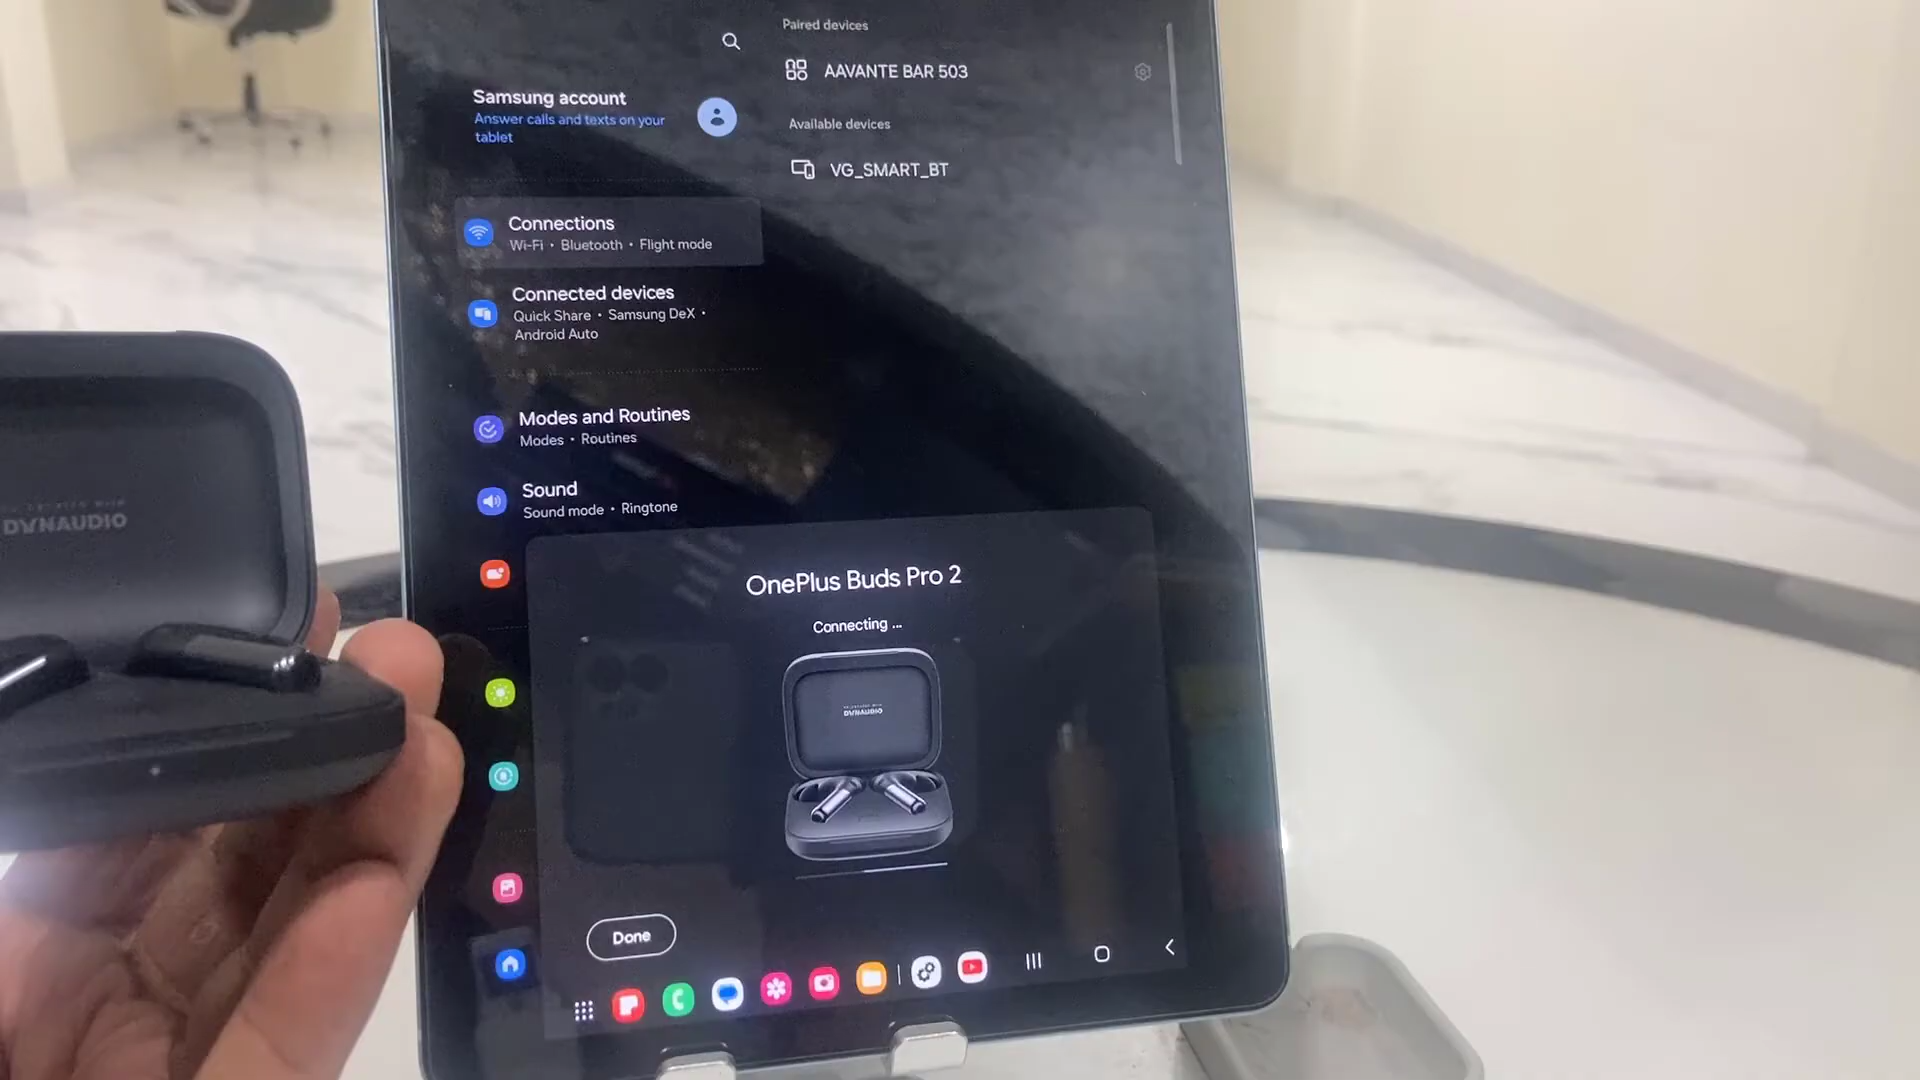 Paired devices
AAVANTE BAR 503
Samsung account
Answer calls and texts on your
tablet
Available devices
VG_SMART_BT
Connections
Wi-Fi • Bluetooth • Flight mode
Connected devices
Quick Share • Samsung DeX •
Android Auto
Modes and Routines
Modes • Routines
Sound
Sound mode • Ringtone
DYNAUDIO
OnePlus Buds Pro 2
Connecting ...
DYNAUDIO
Done